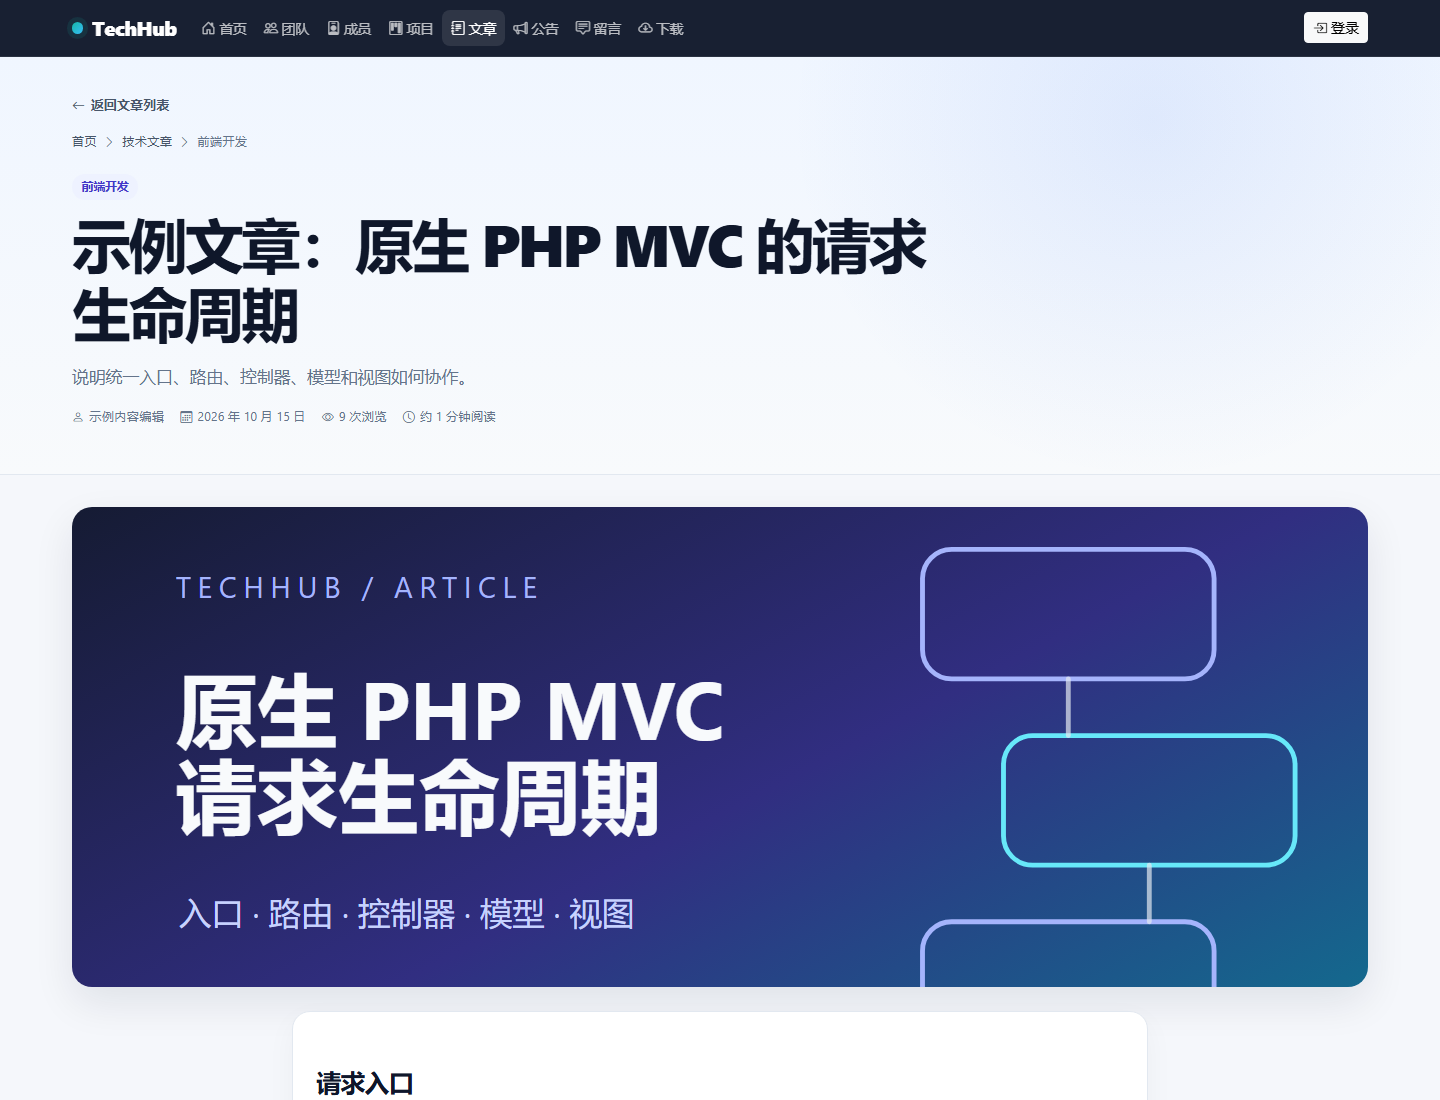 TechHub 首页 团队 成员 项目 文章 公告 留言 下载 登录
返回文章列表
首页 技术文章 前端开发
前端开发
示例文章：原生 PHP MVC 的请求
生命周期
说明统一入口、路由、控制器、模型和视图如何协作。
示例内容编辑 2026 年 10 月 15 日 9 次浏览 约 1 分钟阅读
TECHHUB / ARTICLE
原生 PHP MVC
请求生命周期
入口 · 路由 · 控制器 · 模型 · 视图
请求入口